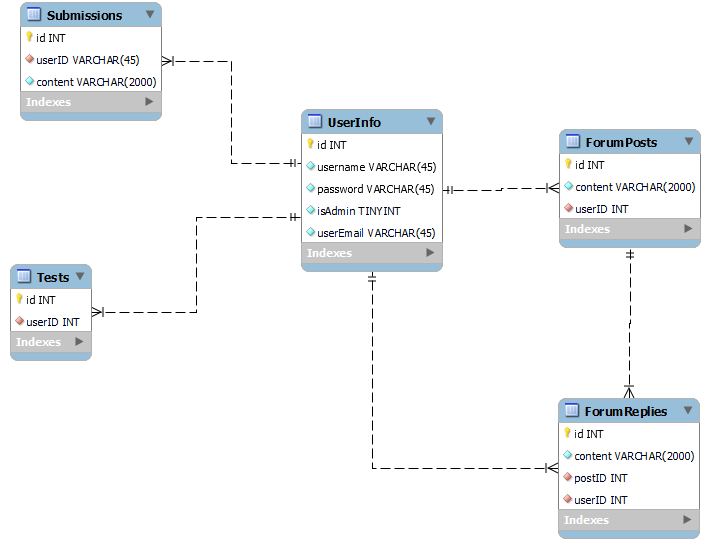 Submissions
id INT
userID VARCHAR(45)
content VARCHAR(2000)
Indexes
UserInfo
id INT
username VARCHAR(45)
password VARCHAR(45)
isAdmin TINYINT
userEmail VARCHAR(45)
Indexes
ForumPosts
id INT
content VARCHAR(2000)
userID INT
Indexes
Tests
id INT
userID INT
Indexes
ForumReplies
id INT
content VARCHAR(2000)
postID INT
userID INT
Indexes